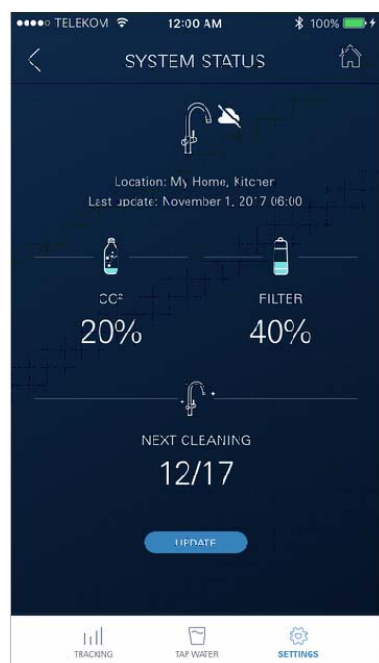 TELEKOM 12:00 AM 100%
SYSTEM STATUS
Location: My Home, Kitchen
Last update: November 1, 2017 06:00
CO² FILTER
20% 40%
NEXT CLEANING
12/17
UPDATE
TRACKING TAP WATER SETTINGS